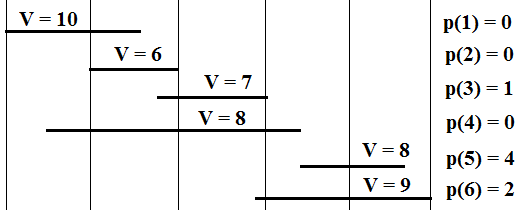 V = 10 p(1) = 0
V = 6 p(2) = 0
V = 7 p(3) = 1
V = 8 p(4) = 0
V = 8 p(5) = 4
V = 9 p(6) = 2